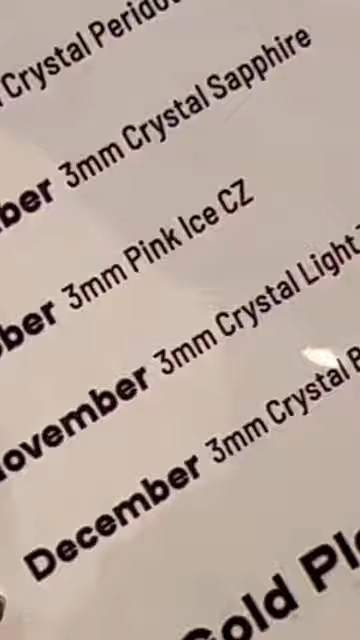 Crystal Peridot
ber 3mm Crystal Sapphire
ber 3mm Pink Ice CZ
November 3mm Crystal Light
December 3mm Crystal B
Gold Pl